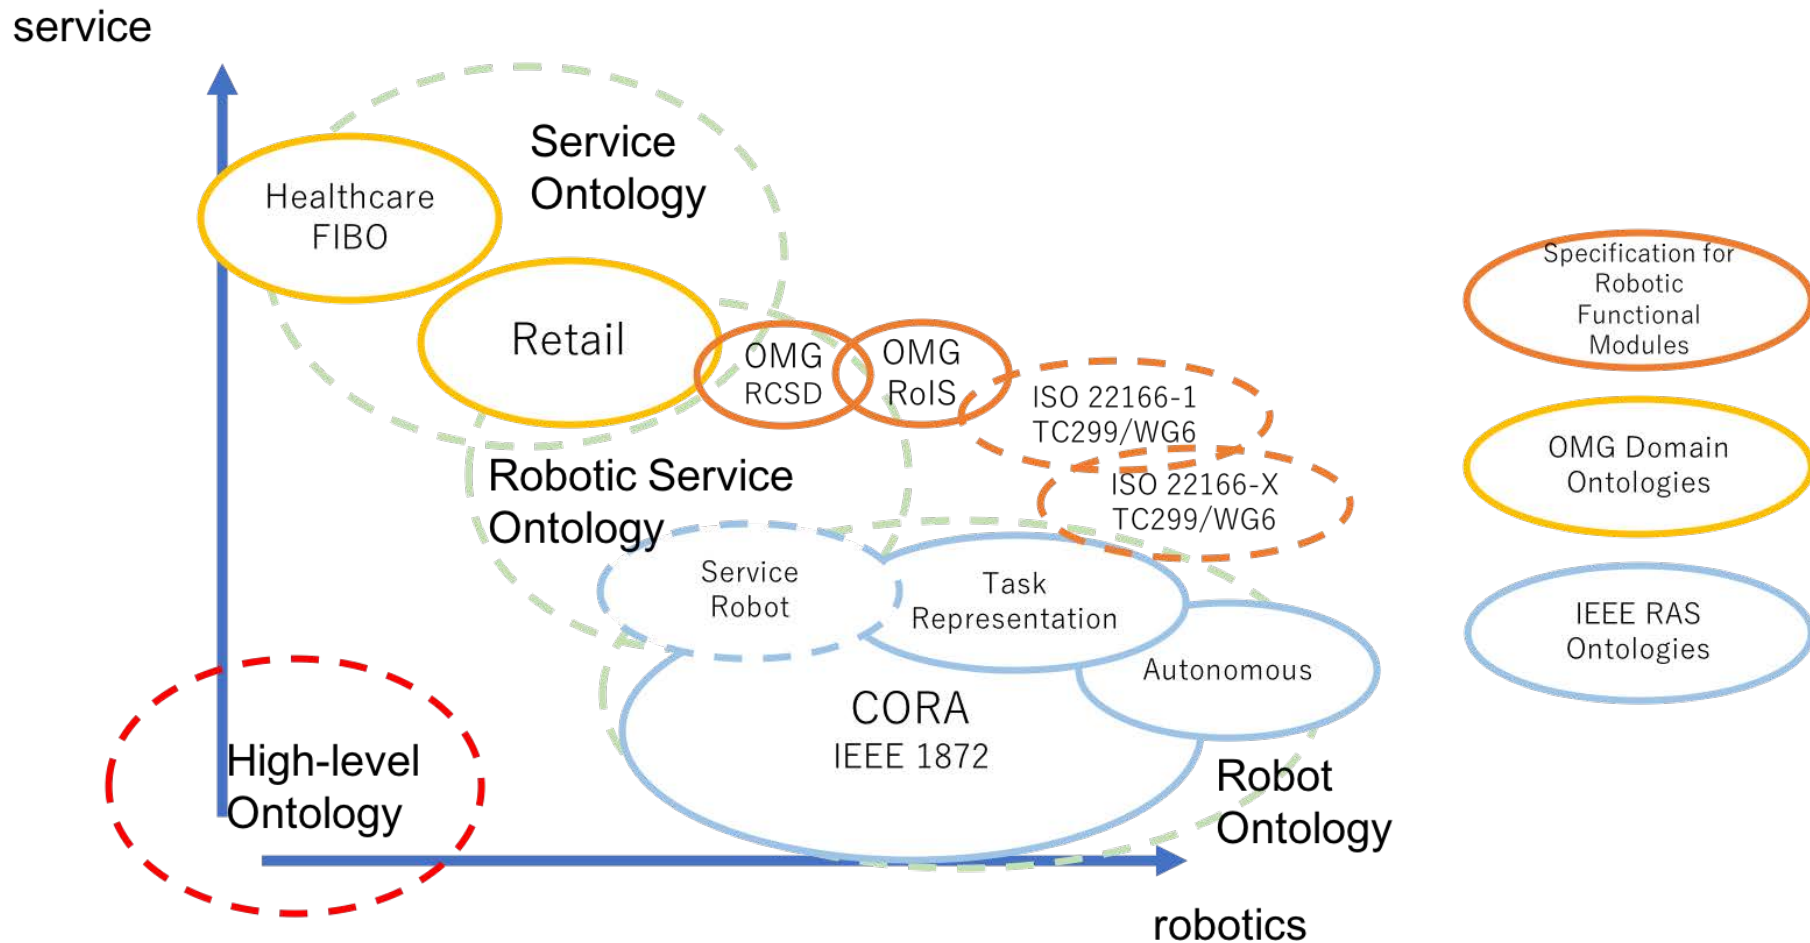 service
Service
Ontology
Healthcare
FIBO
Retail
OMG
RCSD
OMG
RoIS
ISO 22166-1
TC299/WG6
ISO 22166-X
TC299/WG6
Robotic Service
Ontology
Service
Robot
Task
Representation
Autonomous
CORA
IEEE 1872
High-level
Ontology
Robot
Ontology
robotics
Specification for
Robotic
Functional
Modules
OMG Domain
Ontologies
IEEE RAS
Ontologies